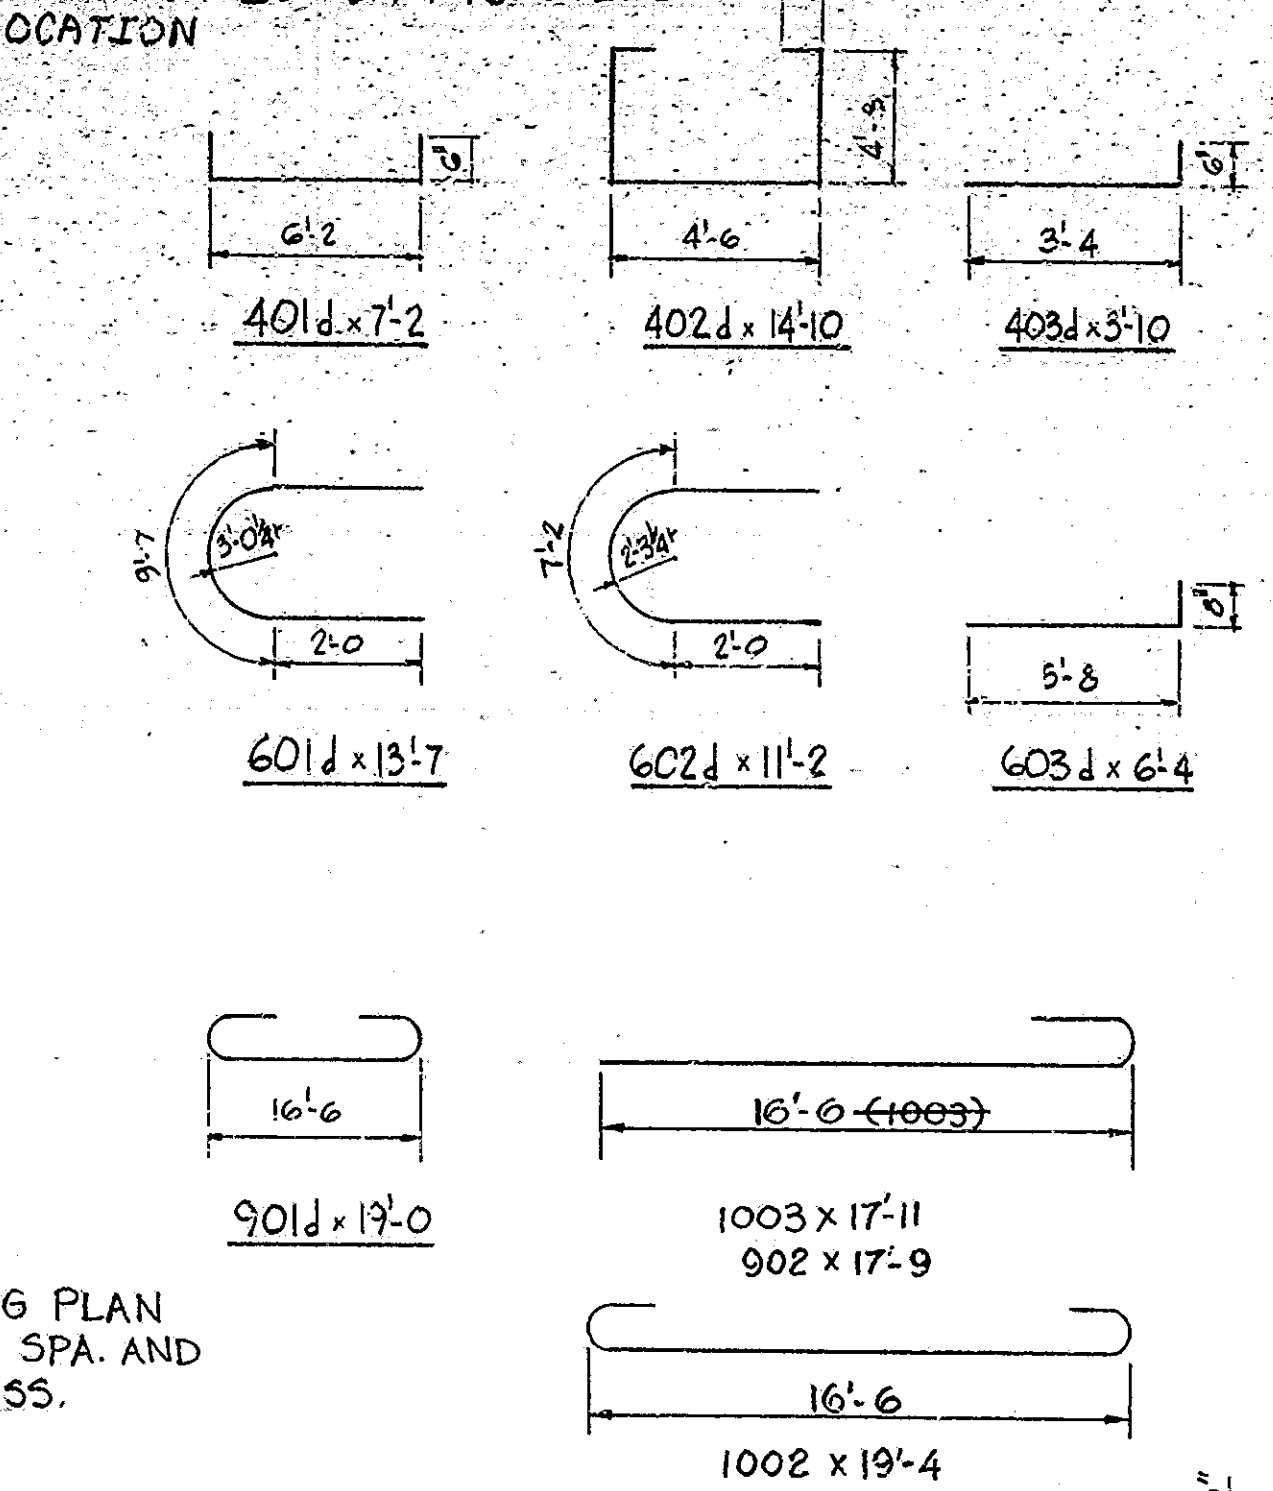 OCATION
6"
4'-8
6"
6'-2
4'-6
3'-4
401d x 7'-2
402d x 14'-10
403d x 3'-10
9'-7
3'-0¼r
2'-0
7'-2
2'-3¼r
2'-0
8"
5'-8
601d x 13'-7
602d x 11'-2
603d x 6'-4
16'-6
16'-6 (1003)
901d x 19'-0
1003 x 17'-11
902 x 17'-9
G PLAN
SPA. AND
SS.
16'-6
1002 x 19'-4